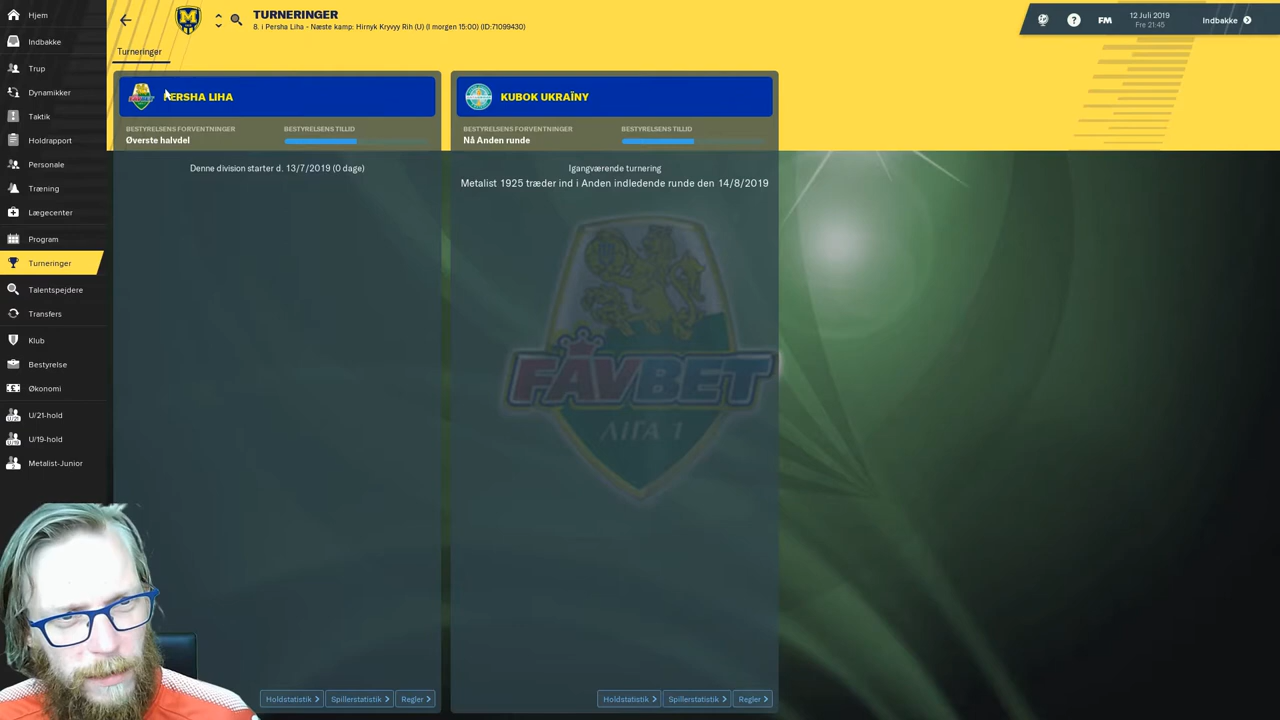 Hjem
Indbakke
Trup
Dynamikker
Taktik
Holdrapport
Personale
Træning
Lægecenter
Program
Turneringer
Talentspejdere
Transfers
Klub
Bestyrelse
Økonomi
U/21-hold
U/19-hold
Metalist-Junior
TURNERINGER
8. i Persha Liha - Næste kamp: Hirnyk Kryvyy Rih (U) (I morgen 15:00) (ID:71099430)
FM
12 Juli 2019
Fre 21:45
Indbakke
Turneringer
PERSHA LIHA
BESTYRELSENS FORVENTNINGER
Øverste halvdel
BESTYRELSENS TILLID
Denne division starter d. 13/7/2019 (0 dage)
Holdstatistik
Spillerstatistik
Regler
KUBOK UKRAÏNY
BESTYRELSENS FORVENTNINGER
Nå Anden runde
BESTYRELSENS TILLID
Igangværende turnering
Metalist 1925 træder ind i Anden indledende runde den 14/8/2019
FAVBET
ЛІГА 1
Holdstatistik
Spillerstatistik
Regler